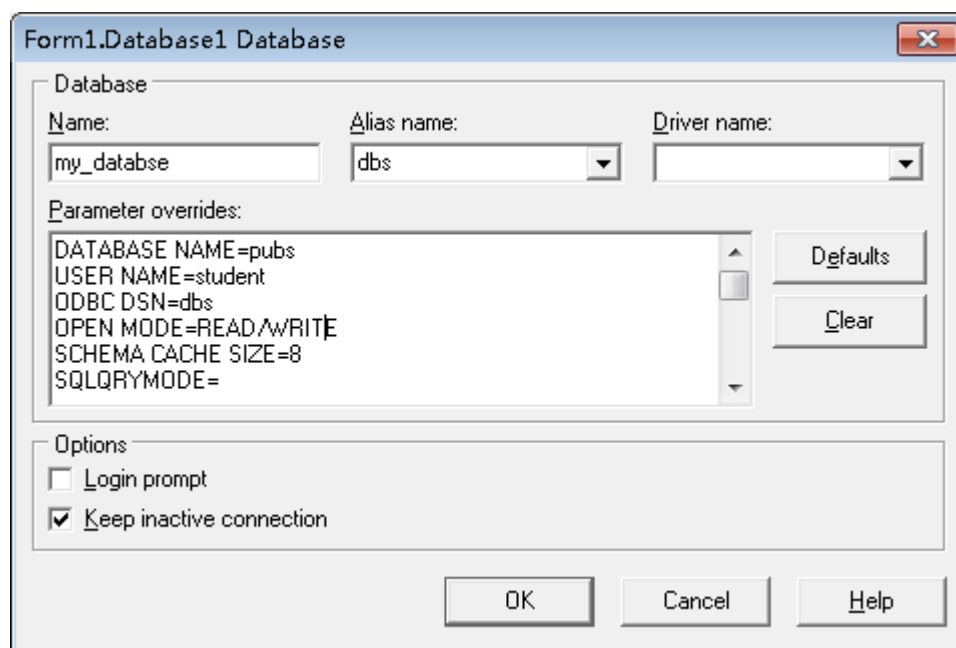 Form1.Database1 Database
Database
Name:
Alias name:
Driver name:
my_databse
dbs
Parameter overrides:
DATABASE NAME=pubs
USER NAME=student
ODBC DSN=dbs
OPEN MODE=READ/WRITE
SCHEMA CACHE SIZE=8
SQLQRYMODE=
Defaults
Clear
Options
Login prompt
Keep inactive connection
OK
Cancel
Help